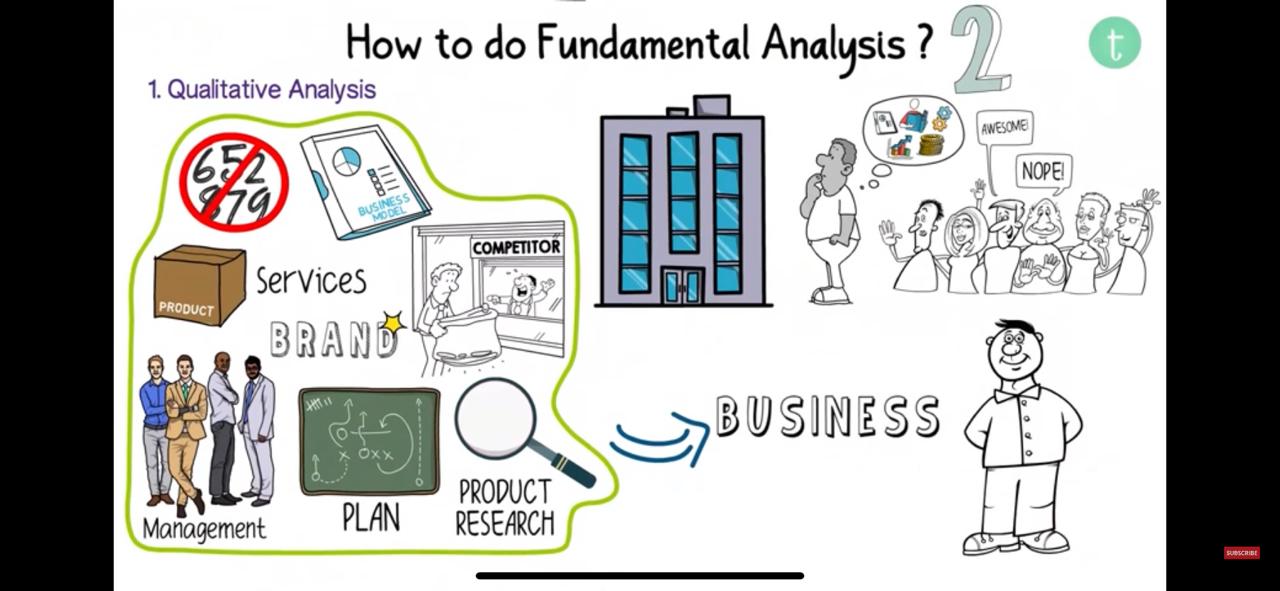 How to do Fundamental Analysis ?
2
t
1. Qualitative Analysis
652
879
BUSINESS
MODEL
AWESOME!
NOPE!
COMPETITOR
PRODUCT
Services
BRAND
BUSINESS
Management
PLAN
PRODUCT
RESEARCH
SUBSCRIBE